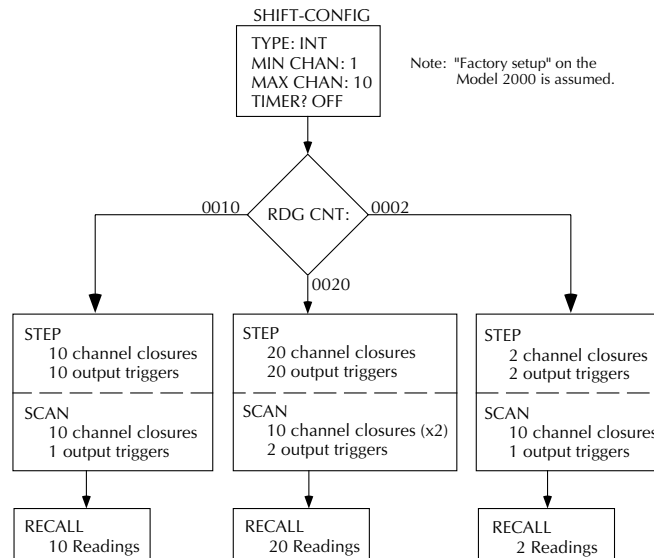 SHIFT-CONFIG
TYPE: INT
MIN CHAN: 1
MAX CHAN: 10
TIMER? OFF
Note: "Factory setup" on the
Model 2000 is assumed.
0010
RDG CNT:
0002
0020
STEP
10 channel closures
10 output triggers
SCAN
10 channel closures
1 output triggers
RECALL
10 Readings
STEP
20 channel closures
20 output triggers
SCAN
10 channel closures (x2)
2 output triggers
RECALL
20 Readings
STEP
2 channel closures
2 output triggers
SCAN
10 channel closures
1 output triggers
RECALL
2 Readings